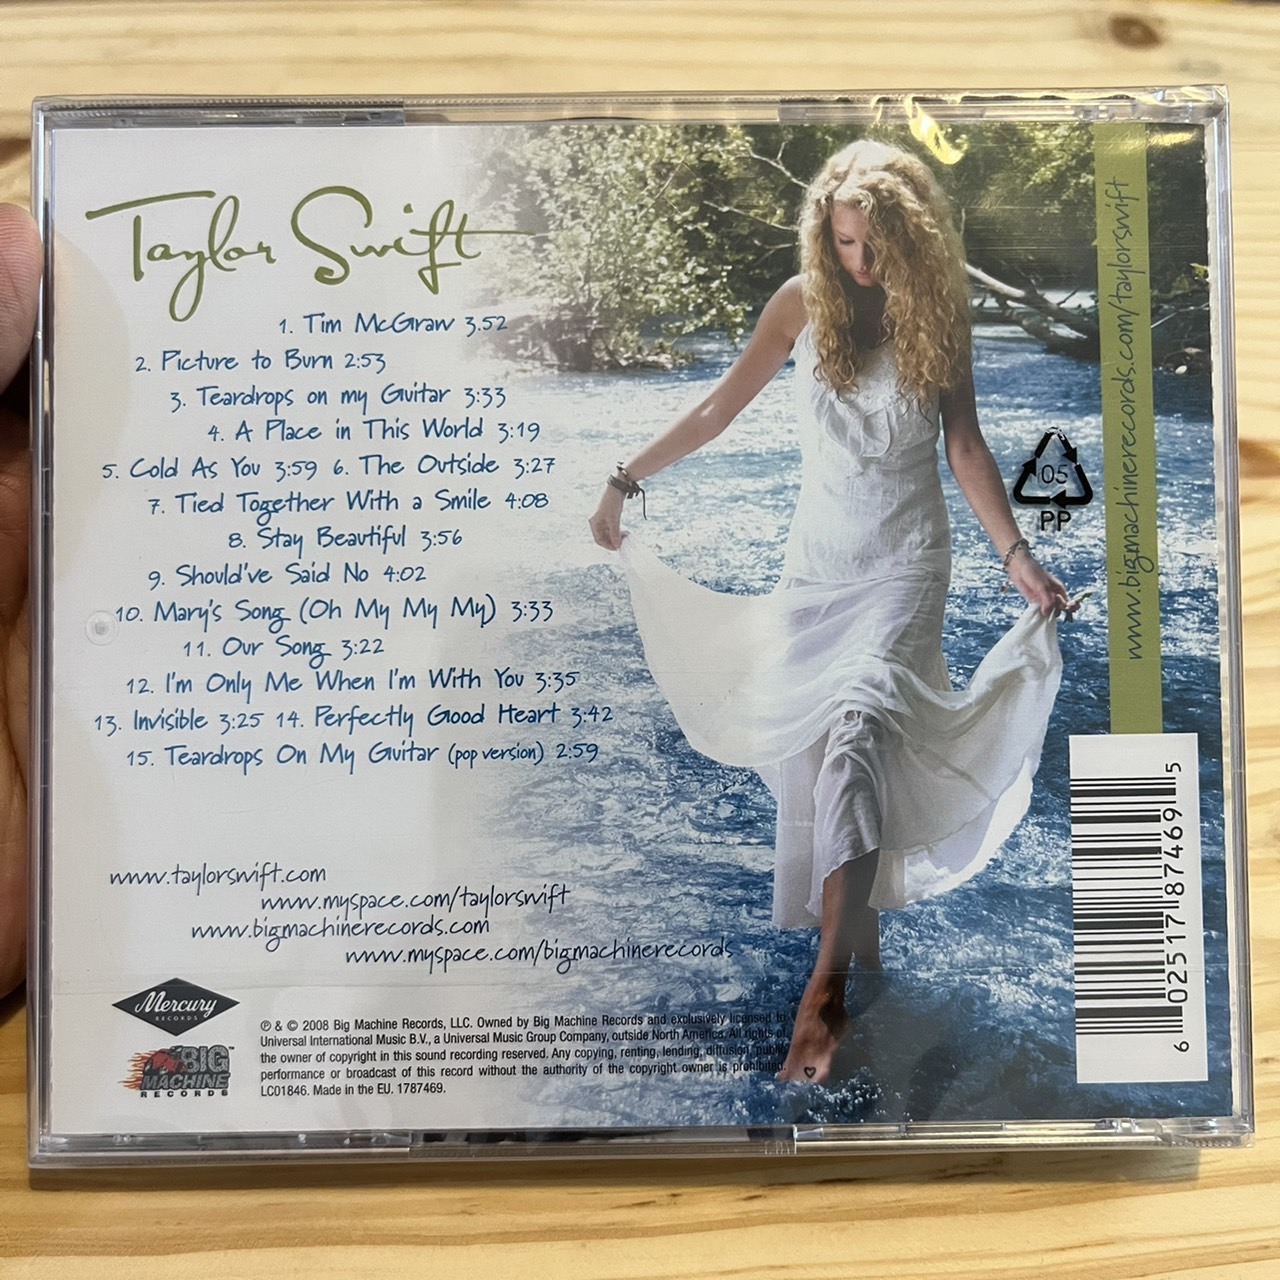 Taylor Swift
1. Tim McGraw 3.52
2. Picture to Burn 2:53
3. Teardrops on my Guitar 3:33
4. A Place in This World 3:19
5. Cold As You 3:59 6. The Outside 3:27
7. Tied Together With a Smile 4:08
8. Stay Beautiful 3:56
9. Should've Said No 4:02
10. Mary's Song (Oh My My My) 3:33
11. Our Song 3:22
12. I'm Only Me When I'm With You 3:35
13. Invisible 3:25 14. Perfectly Good Heart 3:42
15. Teardrops On My Guitar (pop version) 2:59
www.taylorswift.com
www.myspace.com/taylorswift
www.bigmachinerecords.com
www.myspace.com/bigmachinerecords
Mercury
RECORDS
BIG
MACHINE
RECORDS
℗ & © 2008 Big Machine Records, LLC. Owned by Big Machine Records and exclusively licensed to
Universal International Music B.V., a Universal Music Group Company, outside North America. All rights of
the owner of copyright in this sound recording reserved. Any copying, renting, lending, diffusion, public
performance or broadcast of this record without the authority of the copyright owner is prohibited.
LC01846. Made in the EU. 1787469.
05
PP
www.bigmachinerecords.com/taylorswift
6 02517 87469 5